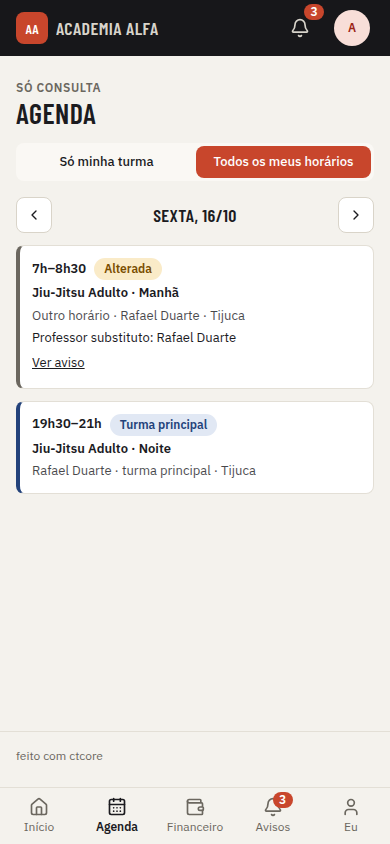 AA ACADEMIA ALFA 3 A
SÓ CONSULTA
AGENDA
Só minha turma Todos os meus horários
SEXTA, 16/10
7h–8h30 Alterada
Jiu-Jitsu Adulto · Manhã
Outro horário · Rafael Duarte · Tijuca
Professor substituto: Rafael Duarte
Ver aviso
19h30–21h Turma principal
Jiu-Jitsu Adulto · Noite
Rafael Duarte · turma principal · Tijuca
feito com ctcore
3
Início Agenda Financeiro Avisos Eu